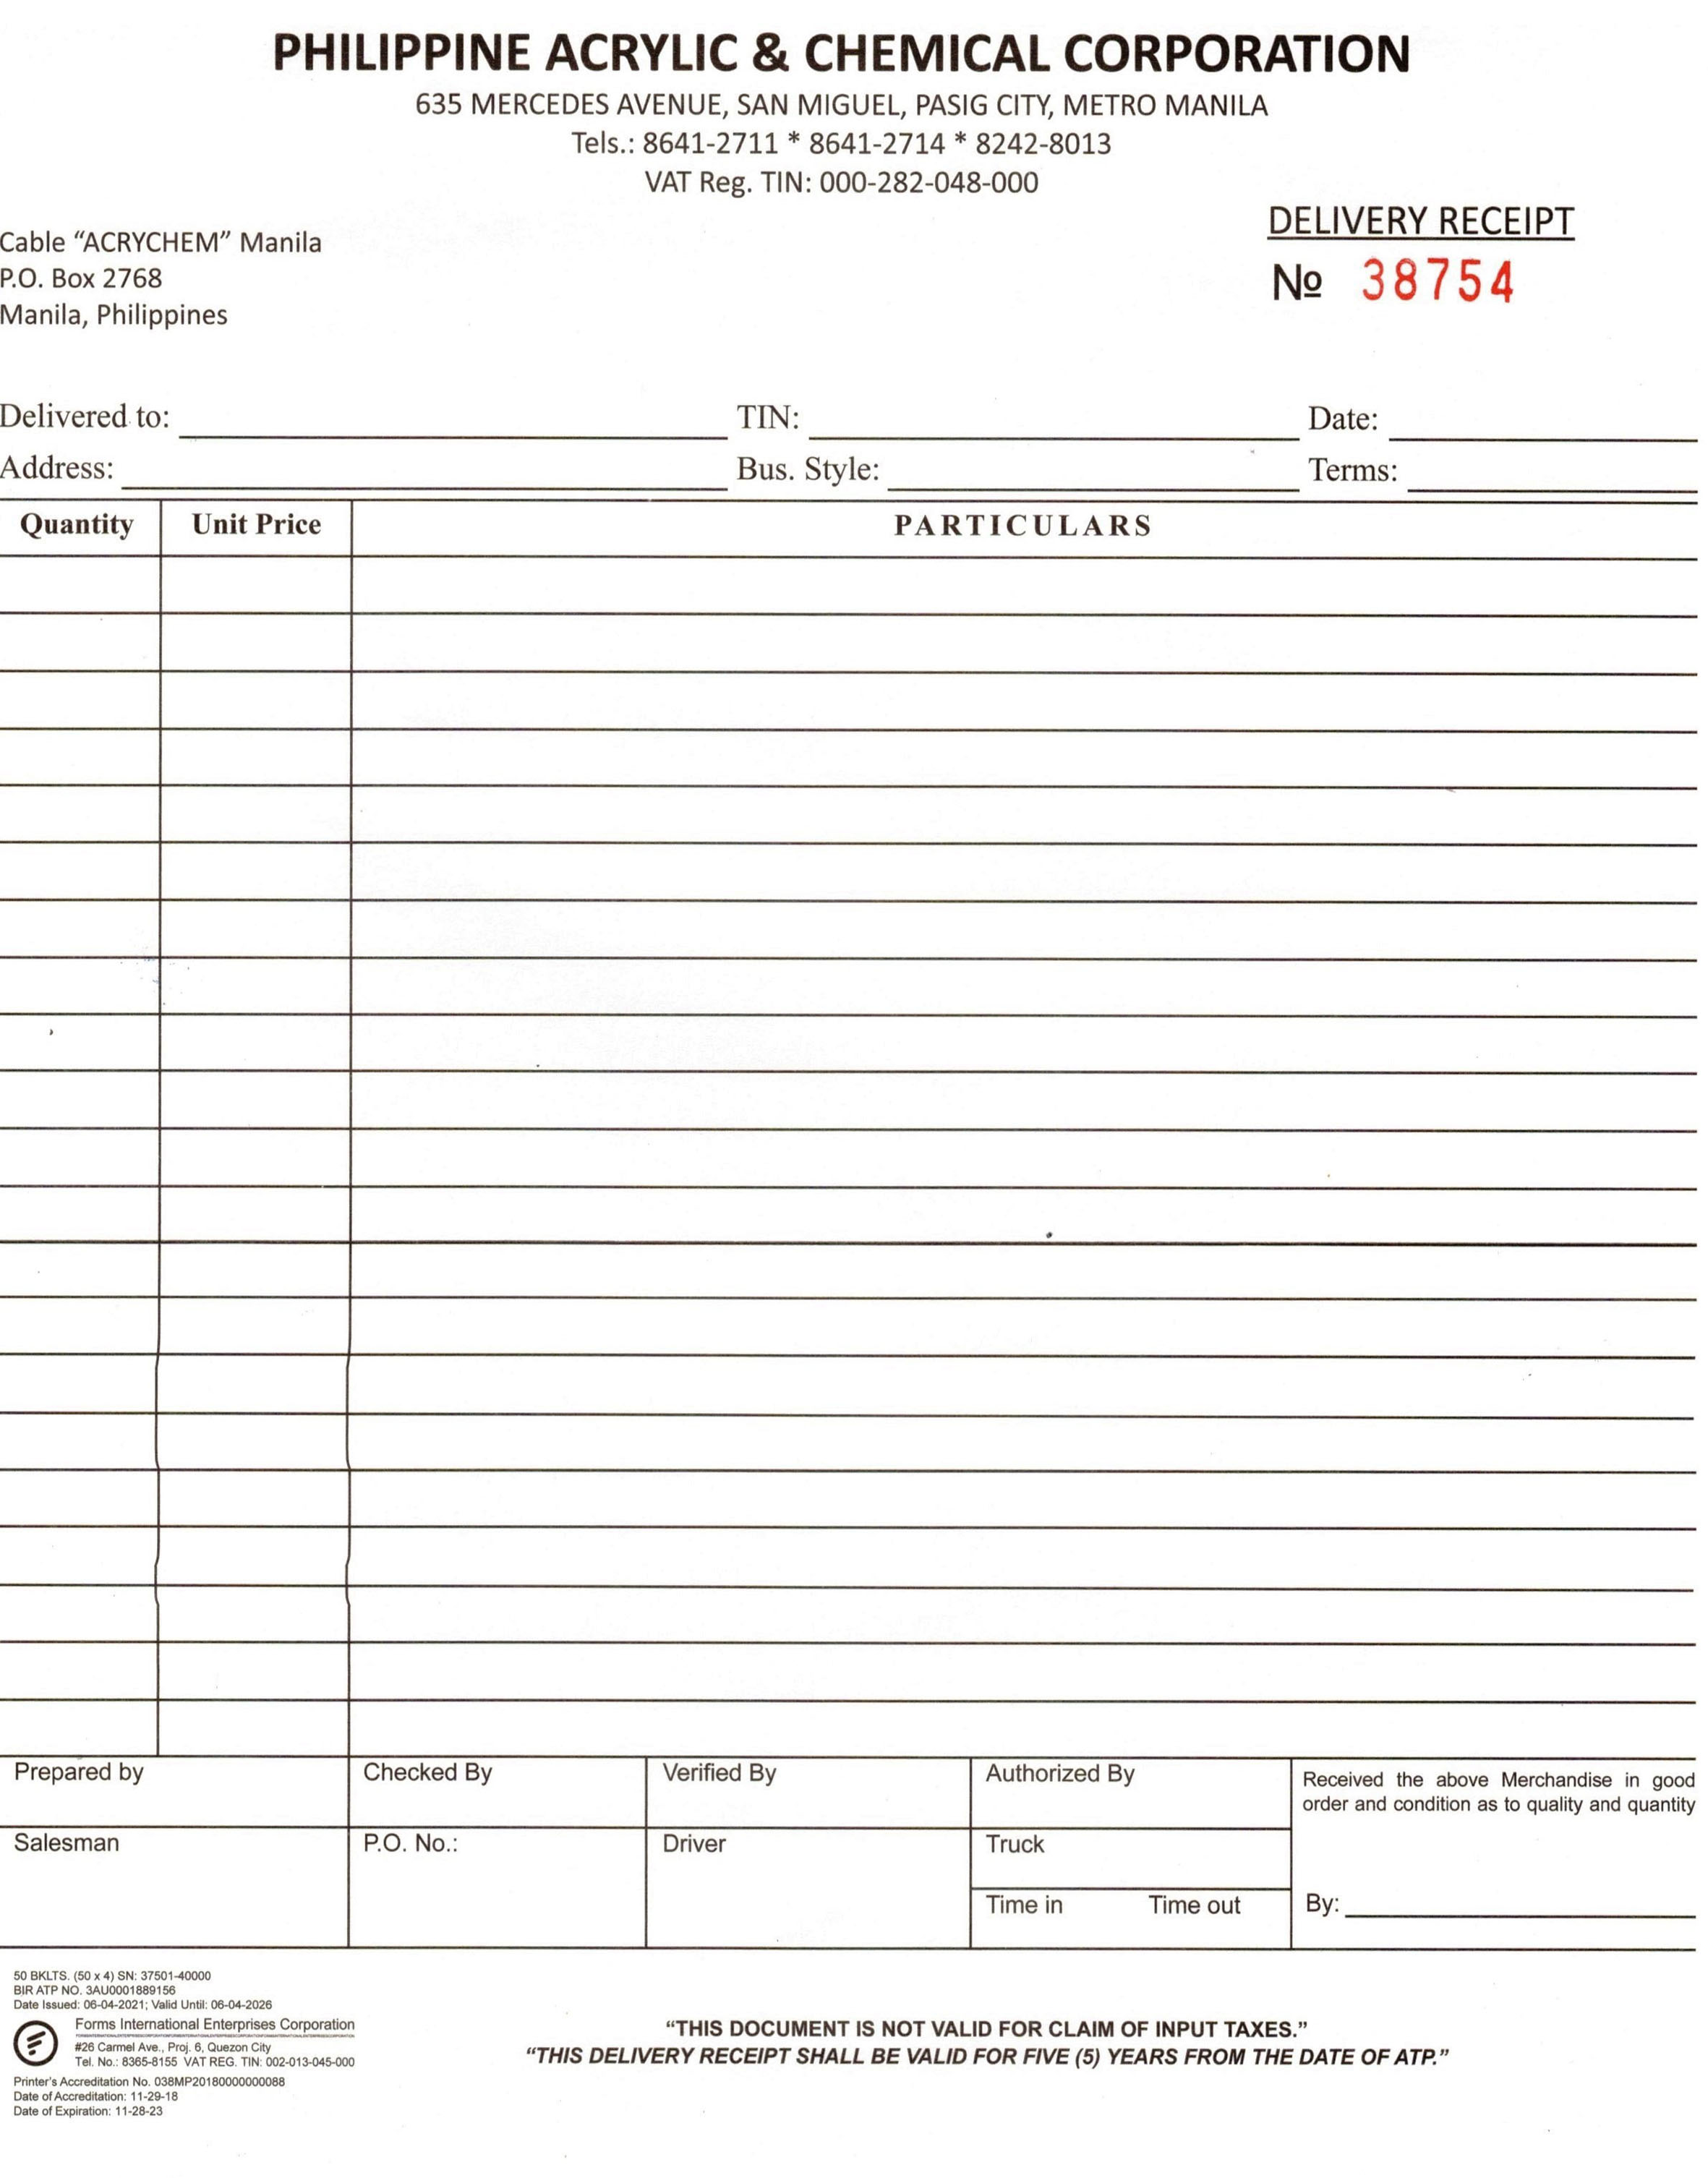 PHILIPPINE ACRYLIC & CHEMICAL CORPORATION
635 MERCEDES AVENUE, SAN MIGUEL, PASIG CITY, METRO MANILA
Tels.: 8641-2711 * 8641-2714 * 8242-8013
VAT Reg. TIN: 000-282-048-000
DELIVERY RECEIPT
Cable “ACRYCHEM” Manila
P.O. Box 2768
Manila, Philippines
№ 38754
Delivered to: TIN: Date:
Address: Bus. Style: Terms:
Quantity Unit Price PARTICULARS
Prepared by Checked By Verified By Authorized By
Received the above Merchandise in good
order and condition as to quality and quantity
Salesman P.O. No.: Driver Truck
Time in Time out By:
50 BKLTS. (50 x 4) SN: 37501-40000
BIR ATP NO. 3AU0001889156
Date Issued: 06-04-2021; Valid Until: 06-04-2026
Forms International Enterprises Corporation
#26 Carmel Ave., Proj. 6, Quezon City
Tel. No.: 8365-8155 VAT REG. TIN: 002-013-045-000
Printer's Accreditation No. 038MP20180000000088
Date of Accreditation: 11-29-18
Date of Expiration: 11-28-23
“THIS DOCUMENT IS NOT VALID FOR CLAIM OF INPUT TAXES.”
“THIS DELIVERY RECEIPT SHALL BE VALID FOR FIVE (5) YEARS FROM THE DATE OF ATP.”